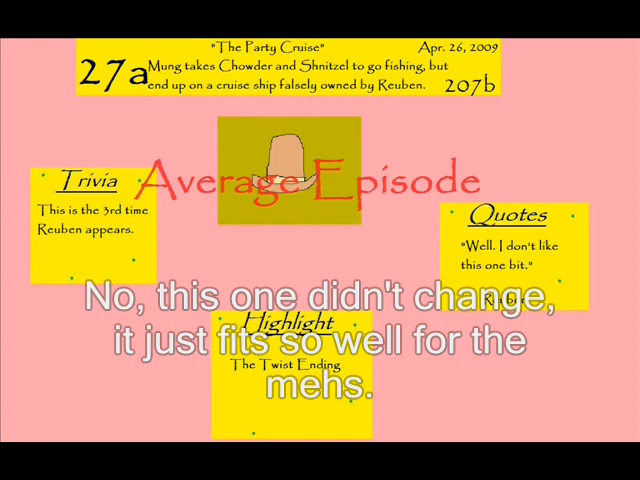 "The Party Cruise"
Apr. 26, 2009
27a
Mung takes Chowder and Shnitzel to go fishing, but
end up on a cruise ship falsely owned by Reuben.
207b
Average Episode
Trivia
This is the 3rd time
Reuben appears.
Quotes
"Well. I don't like
this one bit."
Reuben
No, this one didn't change,
it just fits so well for the
mehs.
Highlight
The Twist Ending